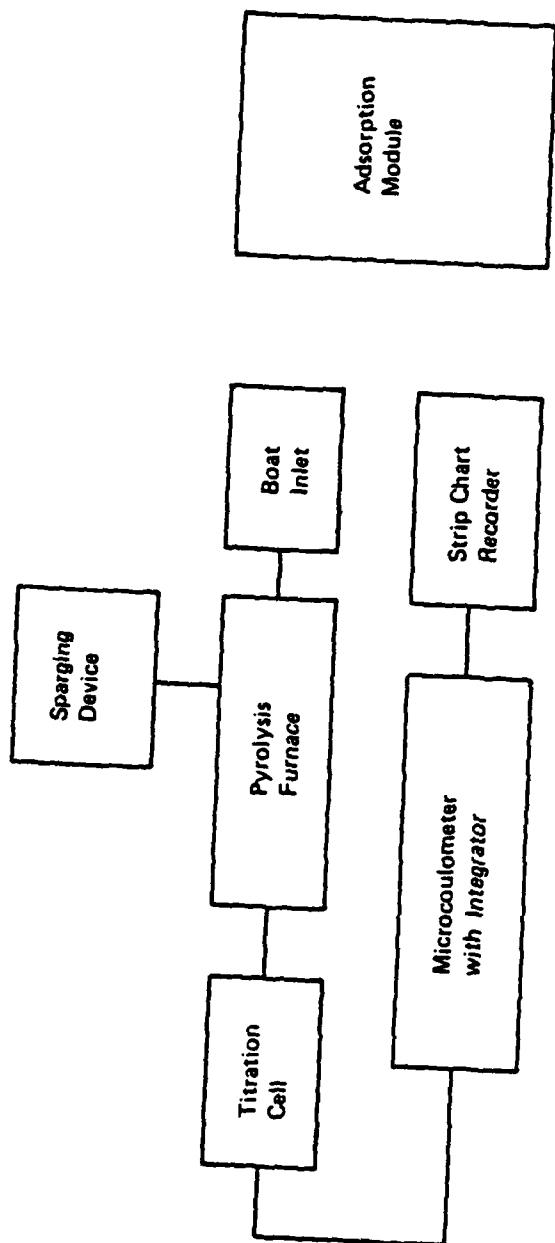 Sparging
Device
Titration
Cell
Pyrolysis
Furnace
Boat
Inlet
Microcoulometer
with Integrator
Strip Chart
Recorder
Adsorption
Module